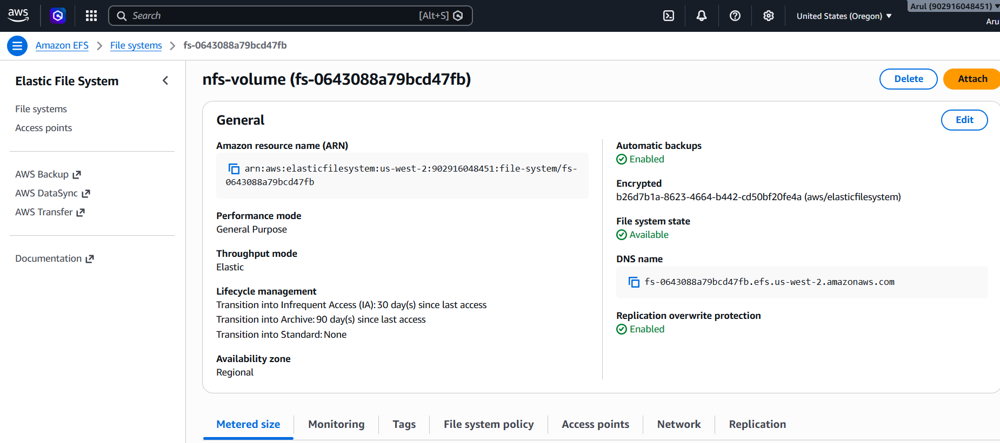 aws
Search
[Alt+S]
United States (Oregon)
Arul (902916048451)
Aru
Amazon EFS
File systems
fs-0643088a79bcd47fb
Elastic File System
File systems
Access points
AWS Backup
AWS DataSync
AWS Transfer
Documentation
nfs-volume (fs-0643088a79bcd47fb)
Delete
Attach
General
Edit
Amazon resource name (ARN)
arn:aws:elasticfilesystem:us-west-2:902916048451:file-system/fs-
0643088a79bcd47fb
Performance mode
General Purpose
Throughput mode
Elastic
Lifecycle management
Transition into Infrequent Access (IA): 30 day(s) since last access
Transition into Archive: 90 day(s) since last access
Transition into Standard: None
Availability zone
Regional
Automatic backups
Enabled
Encrypted
b26d7b1a-8623-4664-b442-cd50bf20fe4a (aws/elasticfilesystem)
File system state
Available
DNS name
fs-0643088a79bcd47fb.efs.us-west-2.amazonaws.com
Replication overwrite protection
Enabled
Metered size
Monitoring
Tags
File system policy
Access points
Network
Replication